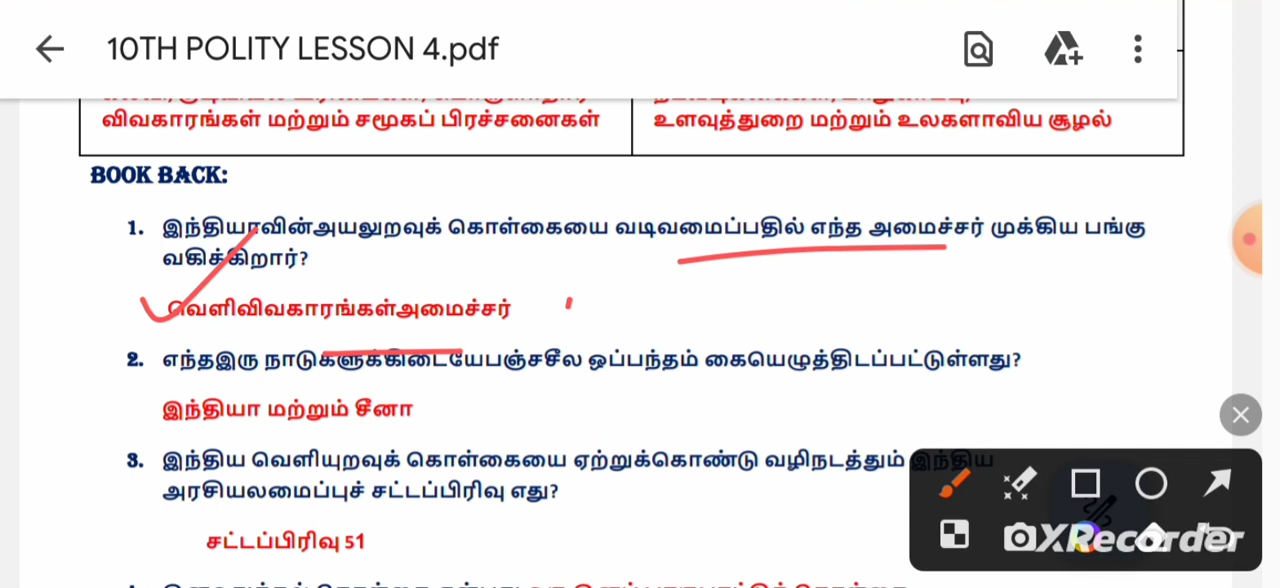 10TH POLITY LESSON 4.pdf
விவகாரங்கள் மற்றும் சமூகப் பிரச்சனைகள்
உளவுத்துறை மற்றும் உலகளாவிய சூழல்
BOOK BACK:
1. இந்தியாவின்அயலுறவுக் கொள்கையை வடிவமைப்பதில் எந்த அமைச்சர் முக்கிய பங்கு
வகிக்கிறார்?
வெளிவிவகாரங்கள்அமைச்சர்
2. எந்தஇரு நாடுகளுக்கிடையேபஞ்சசீல ஒப்பந்தம் கையெழுத்திடப்பட்டுள்ளது?
இந்தியா மற்றும் சீனா
3. இந்திய வெளியுறவுக் கொள்கையை ஏற்றுக்கொண்டு வழிநடத்தும் இந்திய
அரசியலமைப்புச் சட்டப்பிரிவு எது?
சட்டப்பிரிவு 51
XRecorder